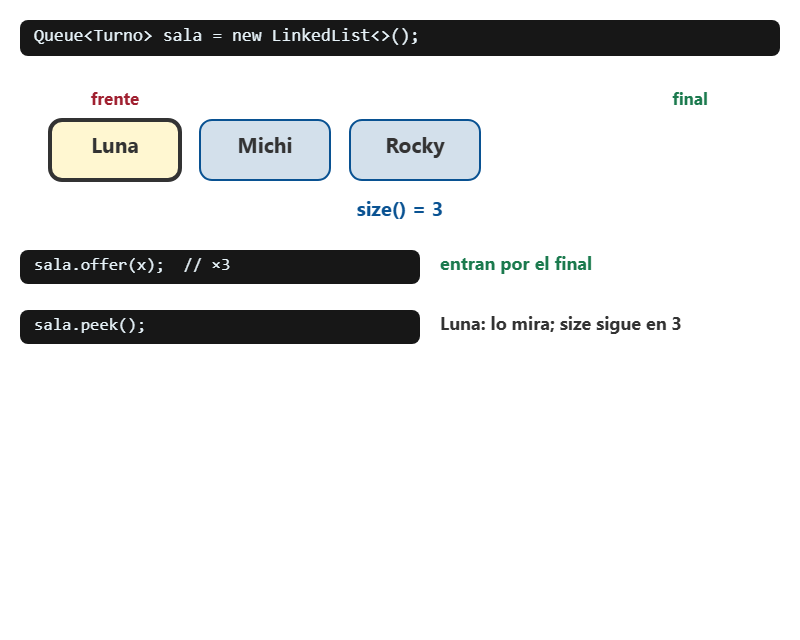 Queue<Turno> sala = new LinkedList<>();
frente final
Luna Michi Rocky
size() = 3
sala.offer(x);  // ×3 entran por el final
sala.peek(); Luna: lo mira; size sigue en 3